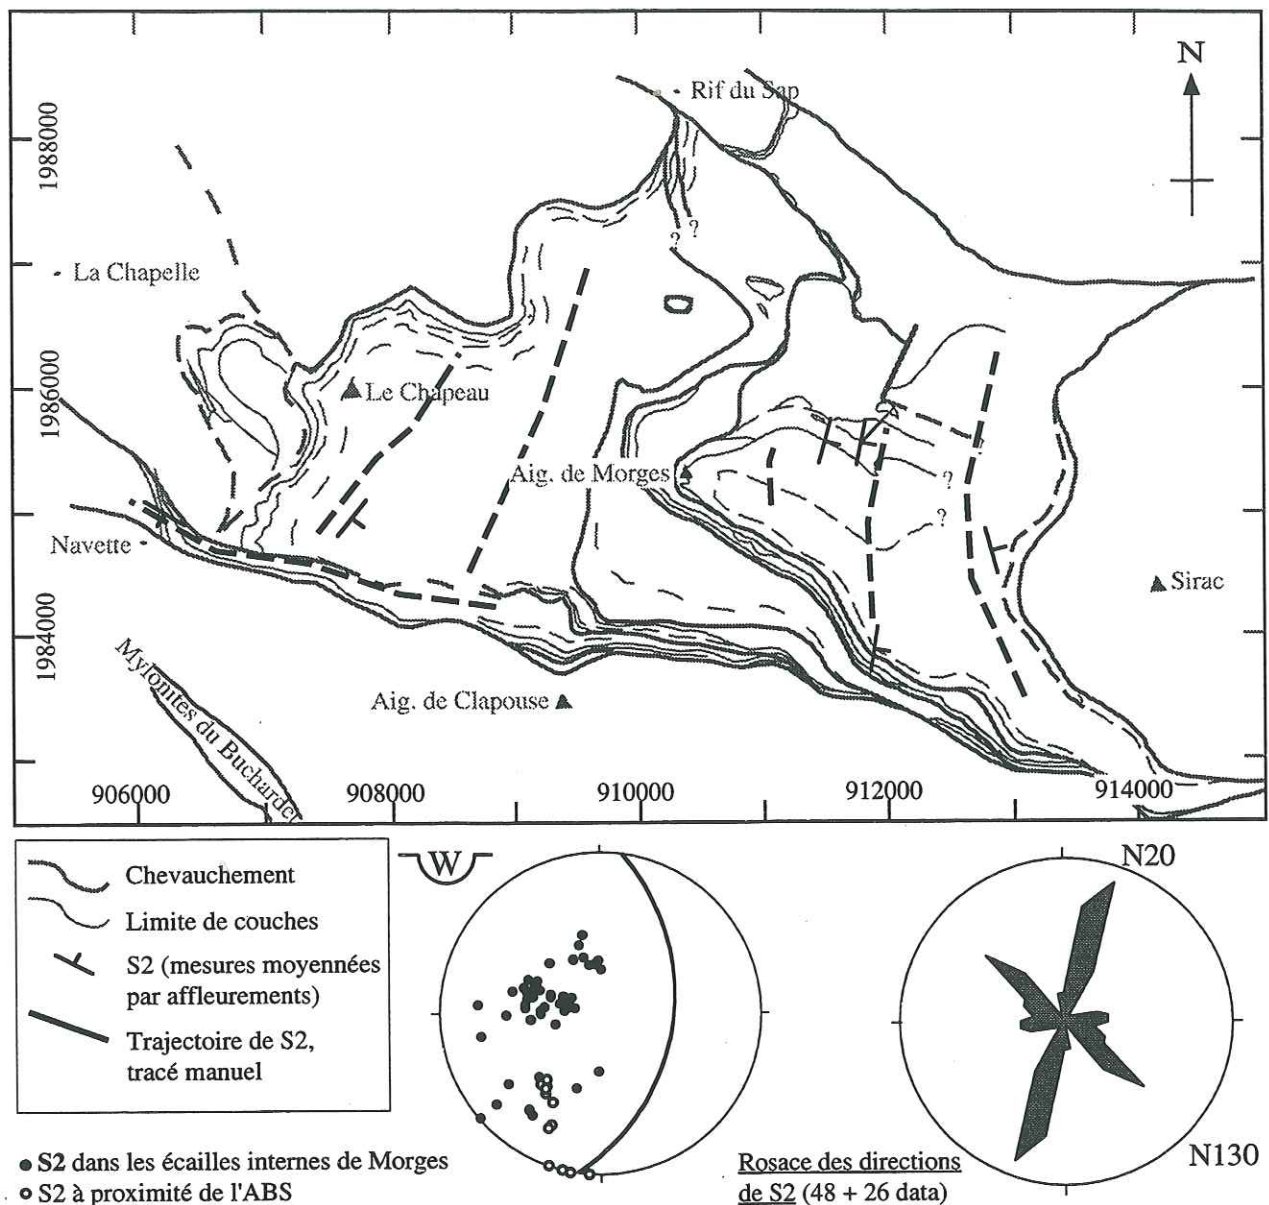 N
Rif du Sap
1988000
La Chapelle
? ?
1986000
Le Chapeau
Aig. de Morges
?
?
?
Navette
Sirac
1984000
Mylonites du Buchardet
Aig. de Clapouse
906000
908000
910000
912000
914000
Chevauchement
Limite de couches
S2 (mesures moyennées
par affleurements)
Trajectoire de S2,
tracé manuel
W
N20
N130
S2 dans les écailles internes de Morges
S2 à proximité de l'ABS
Rosace des directions
de S2 (48 + 26 data)